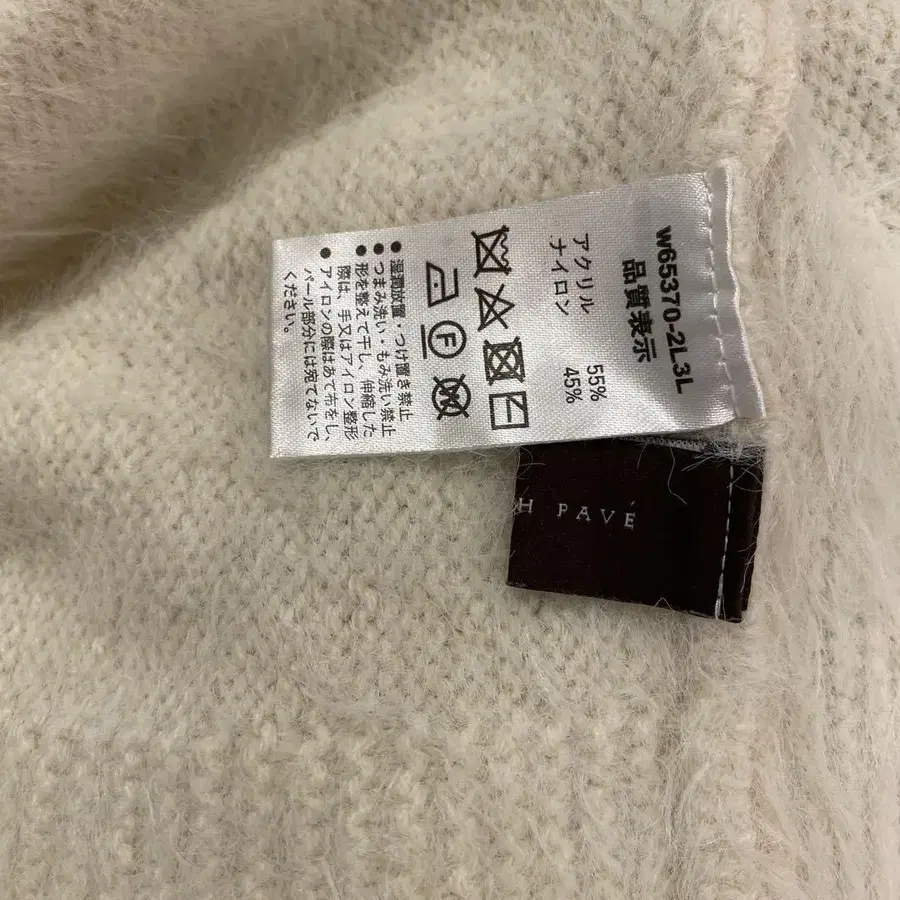 W65370-2L3L
品質表示
アクリル 55%
ナイロン 45%
F
W
● 湿潤放置・つけ置き禁止
● つまみ洗い・もみ洗い禁止
● 形を整えて干し、伸縮した
際は、手又はアイロン整形
● アイロンの際はあて布をし、
パール部分には宛てないで
ください。
H PAVÉ